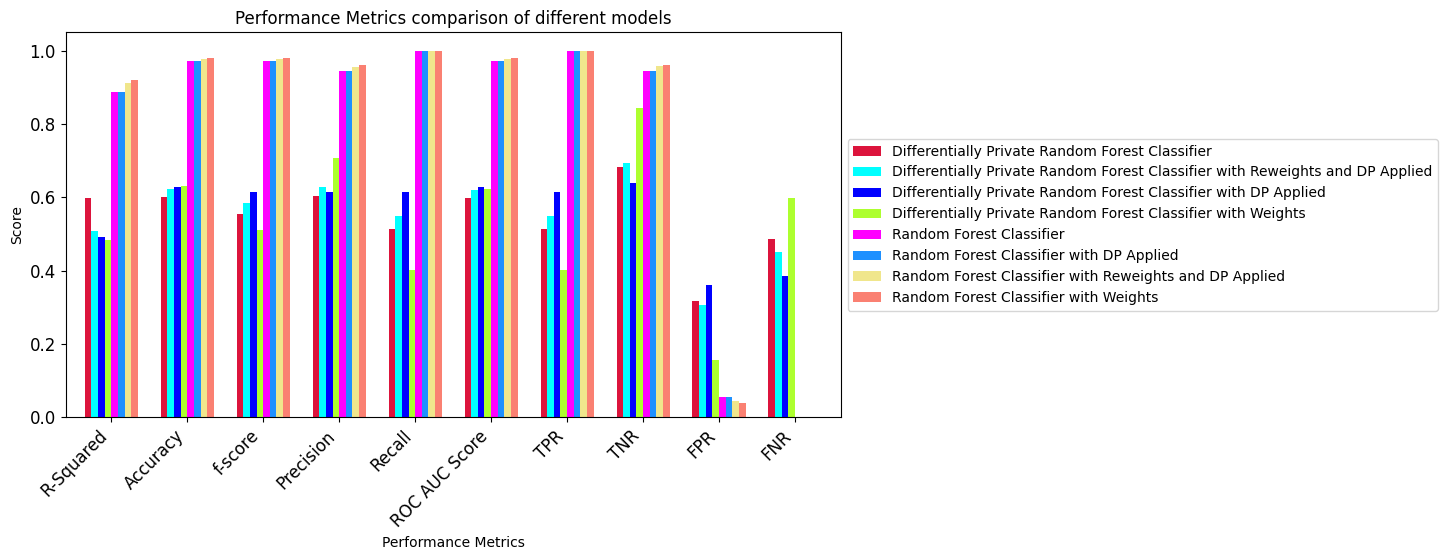 Performance Metrics comparison of different models
Score
1.0
0.8
0.6
0.4
0.2
0.0
R-Squared
Accuracy
f-score
Precision
Recall
ROC AUC Score
TPR
TNR
FPR
FNR
Performance Metrics
Differentially Private Random Forest Classifier
Differentially Private Random Forest Classifier with Reweights and DP Applied
Differentially Private Random Forest Classifier with DP Applied
Differentially Private Random Forest Classifier with Weights
Random Forest Classifier
Random Forest Classifier with DP Applied
Random Forest Classifier with Reweights and DP Applied
Random Forest Classifier with Weights